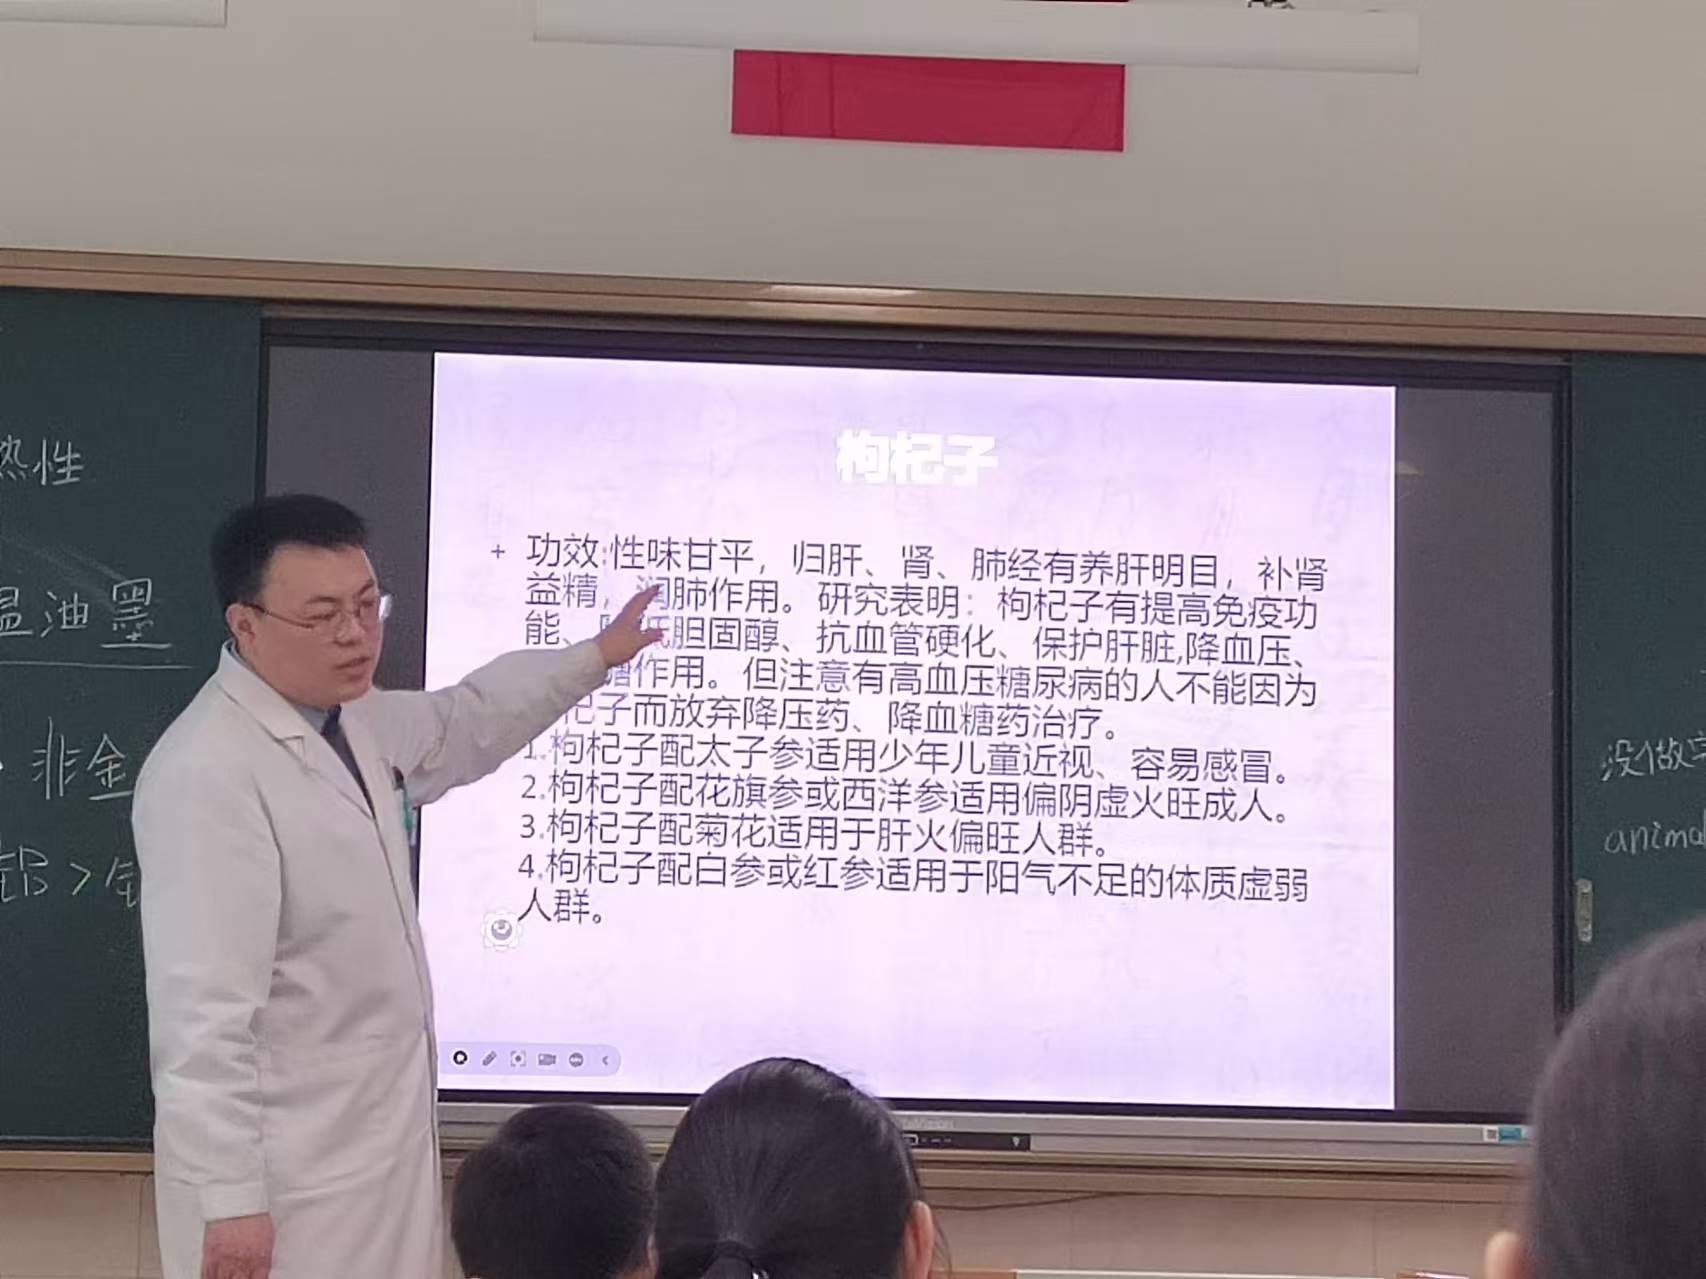 热性
温油墨
非金
铝>
枸杞子
+ 功效:性味甘平，归肝、肾、肺经有养肝明目，补肾
益精，润肺作用。研究表明：枸杞子有提高免疫功
能、 低胆固醇、抗血管硬化、保护肝脏,降血压、
糖作用。但注意有高血压糖尿病的人不能因为
杞子而放弃降压药、降血糖药治疗。
1.枸杞子配太子参适用少年儿童近视、容易感冒。
2.枸杞子配花旗参或西洋参适用偏阴虚火旺成人。
3.枸杞子配菊花适用于肝火偏旺人群。
4.枸杞子配白参或红参适用于阳气不足的体质虚弱
人群。
没做完
anima